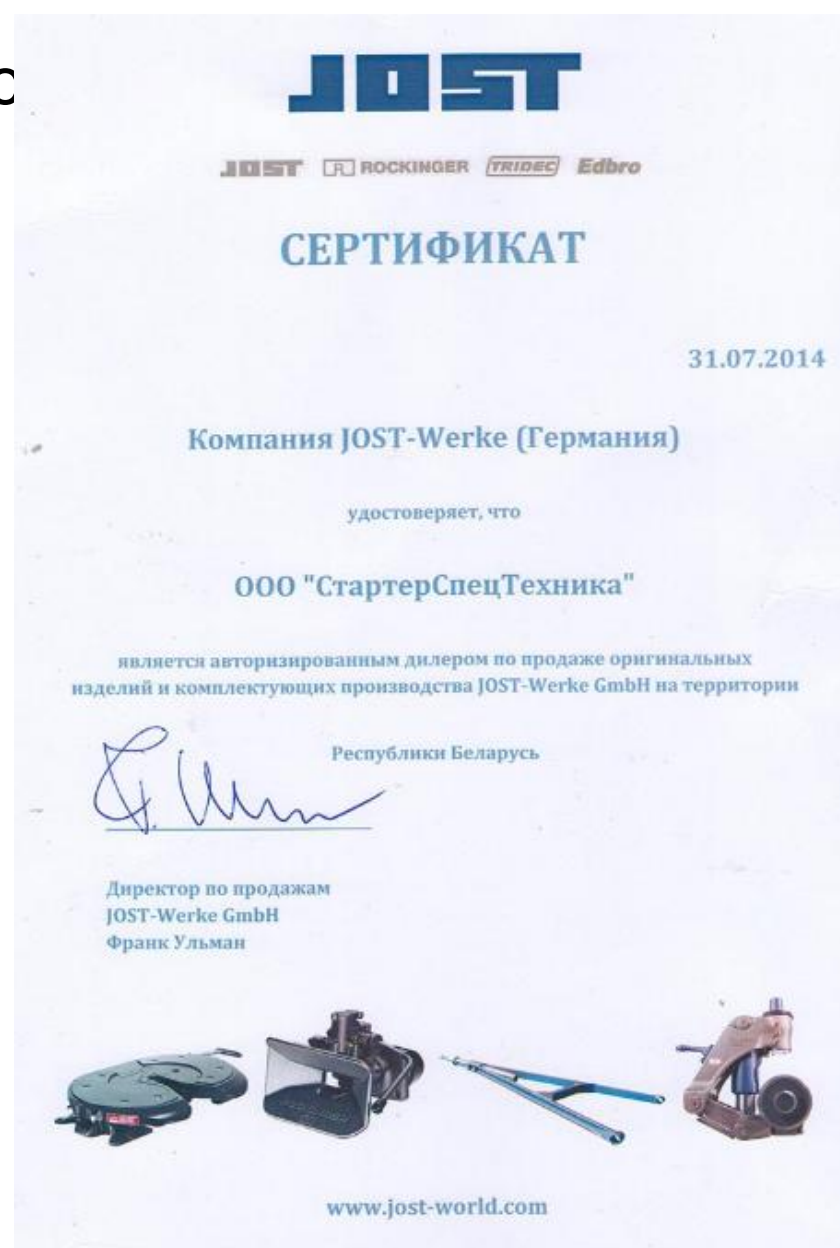 JOST
JOST R ROCKINGER TRIDEC Edbro
СЕРТИФИКАТ
31.07.2014
Компания JOST-Werke (Германия)
удостоверяет, что
ООО "СтартерСпецТехника"
является авторизированным дилером по продаже оригинальных
изделий и комплектующих производства JOST-Werke GmbH на территории
Республики Беларусь
Директор по продажам
JOST-Werke GmbH
Франк Ульман
www.jost-world.com